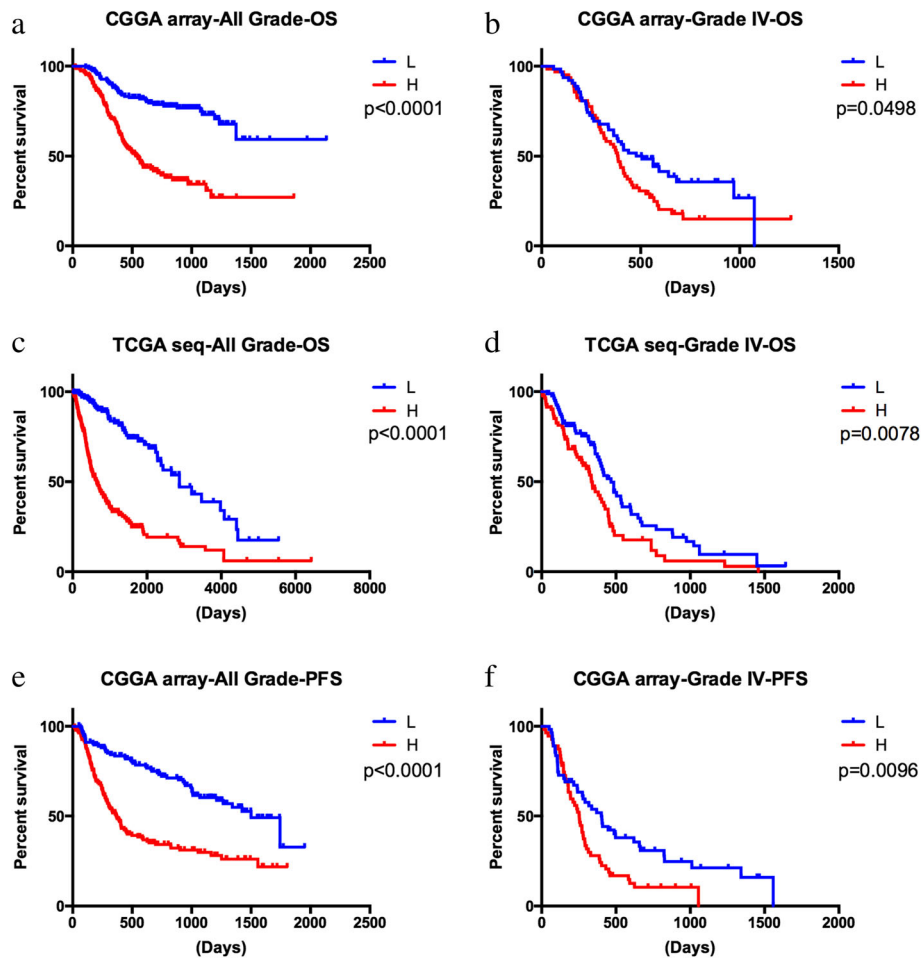 a
CGGA array-All Grade-OS
L
H
p<0.0001
Percent survival
100
50
0
0 500 1000 1500 2000 2500
(Days)
b
CGGA array-Grade IV-OS
L
H
p=0.0498
Percent survival
100
50
0
0 500 1000 1500
(Days)
c
TCGA seq-All Grade-OS
L
H
p<0.0001
Percent survival
100
50
0
0 2000 4000 6000 8000
(Days)
d
TCGA seq-Grade IV-OS
L
H
p=0.0078
Percent survival
100
50
0
0 500 1000 1500 2000
(Days)
e
CGGA array-All Grade-PFS
L
H
p<0.0001
Percent survival
100
50
0
0 500 1000 1500 2000 2500
(Days)
f
CGGA array-Grade IV-PFS
L
H
p=0.0096
Percent survival
100
50
0
0 500 1000 1500 2000
(Days)